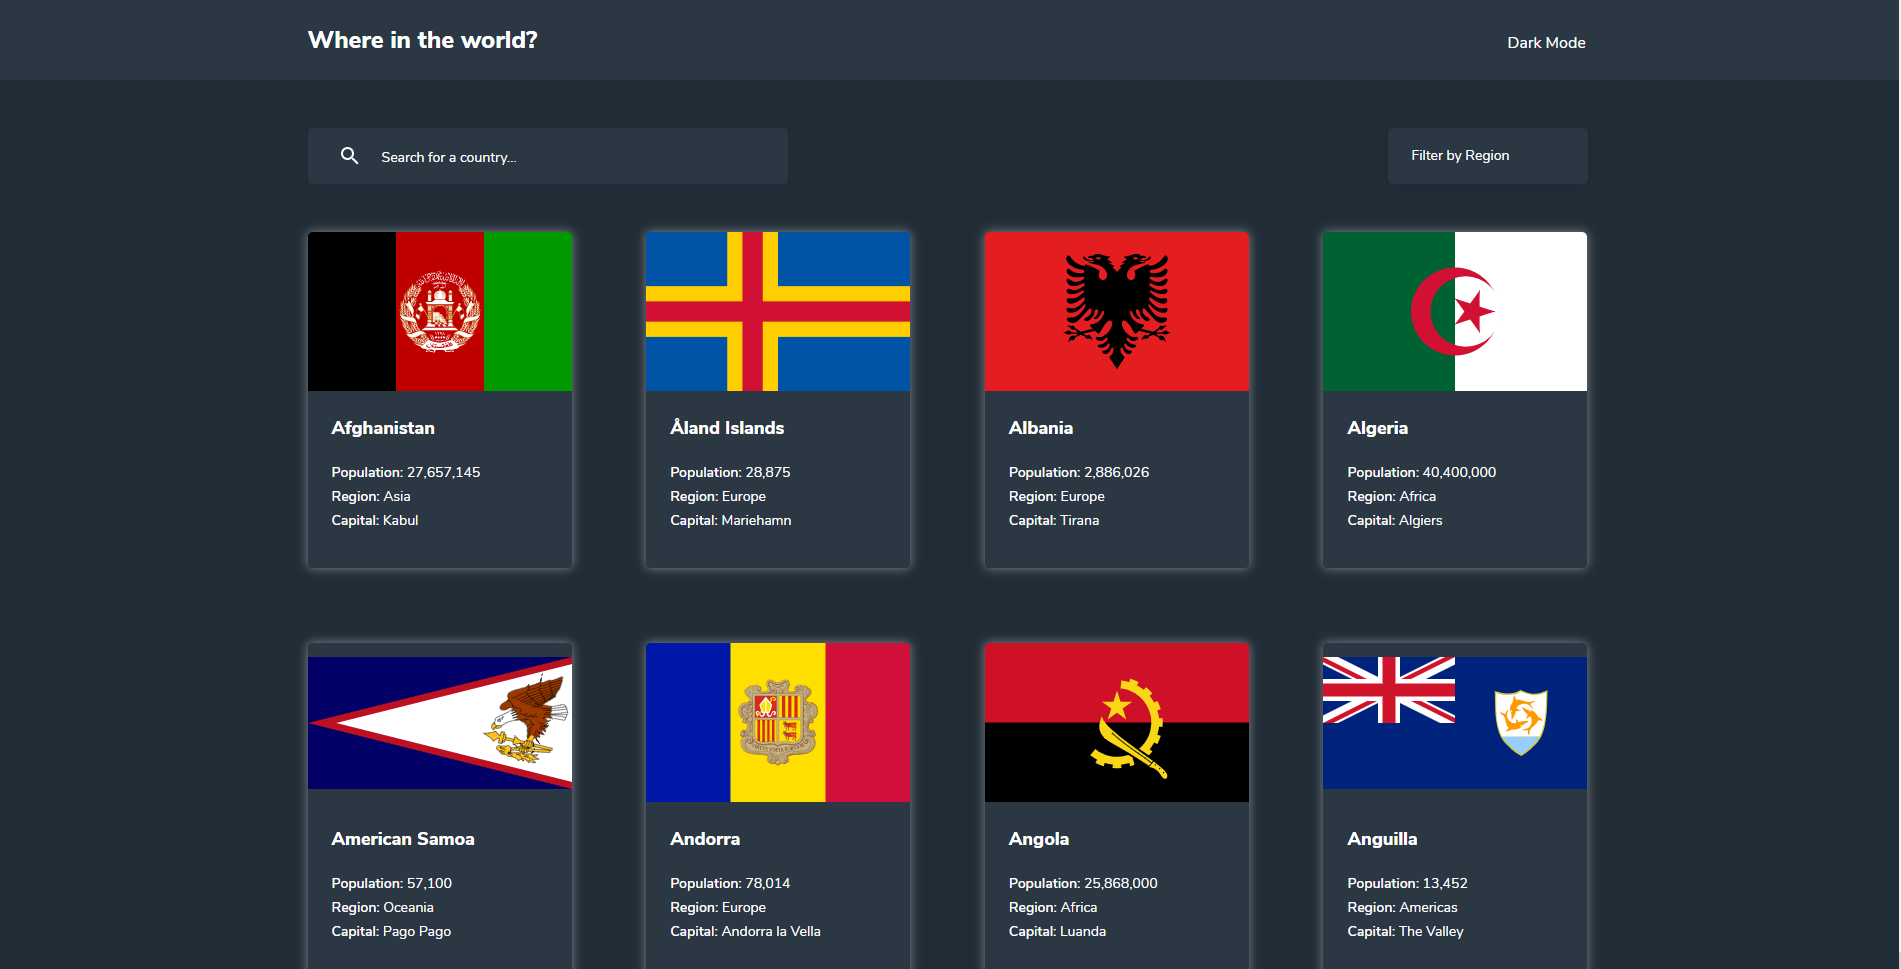 Where in the world?
Dark Mode
Search for a country...
Filter by Region
Afghanistan
Population: 27,657,145
Region: Asia
Capital: Kabul
Åland Islands
Population: 28,875
Region: Europe
Capital: Mariehamn
Albania
Population: 2,886,026
Region: Europe
Capital: Tirana
Algeria
Population: 40,400,000
Region: Africa
Capital: Algiers
American Samoa
Population: 57,100
Region: Oceania
Capital: Pago Pago
Andorra
Population: 78,014
Region: Europe
Capital: Andorra la Vella
Angola
Population: 25,868,000
Region: Africa
Capital: Luanda
Anguilla
Population: 13,452
Region: Americas
Capital: The Valley